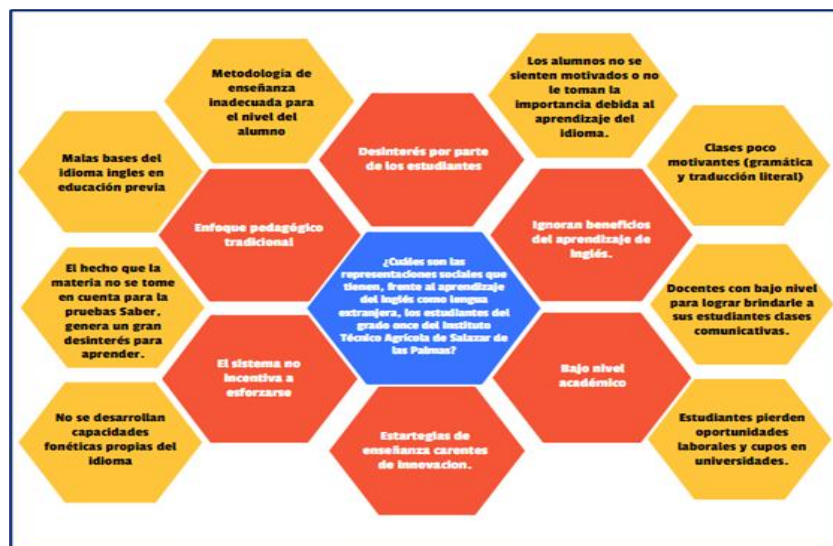 Metodología de
enseñanza
inadecuada para
el nivel del
alumno
Los alumnos no se
sienten motivados o no
le toman la
importancia debida al
aprendizaje del
idioma.
Malas bases del
idioma ingles en
educación previa
Desinterés por parte
de los estudiantes
Clases poco
motivantes (gramática
y traducción literal)
Enfoque pedagógico
tradicional
Ignoran beneficios
del aprendizaje de
inglés.
¿Cuáles son las
representaciones sociales que
tienen, frente al aprendizaje
del inglés como lengua
extranjera, los estudiantes del
grado once del Instituto
Técnico Agrícola de Salazar de
las Palmas?
El hecho que la
materia no se tome
en cuenta para la
pruebas Saber,
genera un gran
desinterés para
aprender.
Docentes con bajo nivel
para lograr brindarle a
sus estudiantes clases
comunicativas.
El sistema no
incentiva a
esforzarse
Bajo nivel
académico
No se desarrollan
capacidades
fonéticas propias del
idioma
Estartegias de
enseñanza carentes
de innovacion.
Estudiantes pierden
oportunidades
laborales y cupos en
universidades.